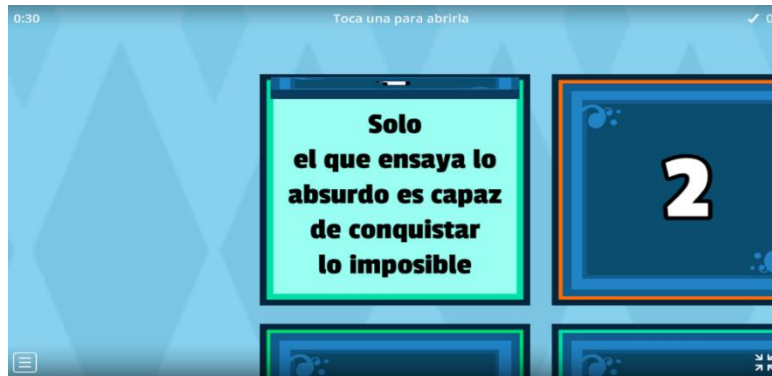 0:30
Toca una para abrirla
✓ 0
Solo
el que ensaya lo
absurdo es capaz
de conquistar
lo imposible
2